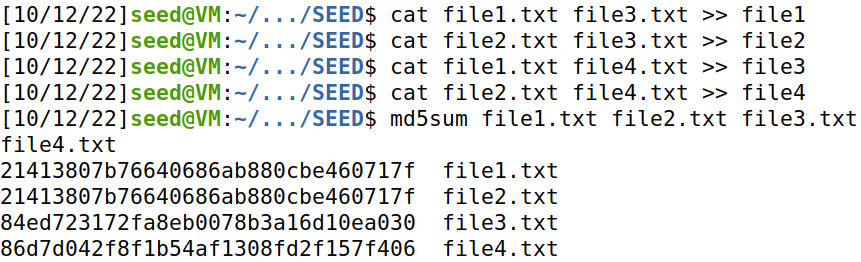 [10/12/22]seed@VM:~/.../SEED$ cat file1.txt file3.txt >> file1
[10/12/22]seed@VM:~/.../SEED$ cat file2.txt file3.txt >> file2
[10/12/22]seed@VM:~/.../SEED$ cat file1.txt file4.txt >> file3
[10/12/22]seed@VM:~/.../SEED$ cat file2.txt file4.txt >> file4
[10/12/22]seed@VM:~/.../SEED$ md5sum file1.txt file2.txt file3.txt
file4.txt
21413807b76640686ab880cbe460717f  file1.txt
21413807b76640686ab880cbe460717f  file2.txt
84ed723172fa8eb0078b3a16d10ea030  file3.txt
86d7d042f8f1b54af1308fd2f157f406  file4.txt